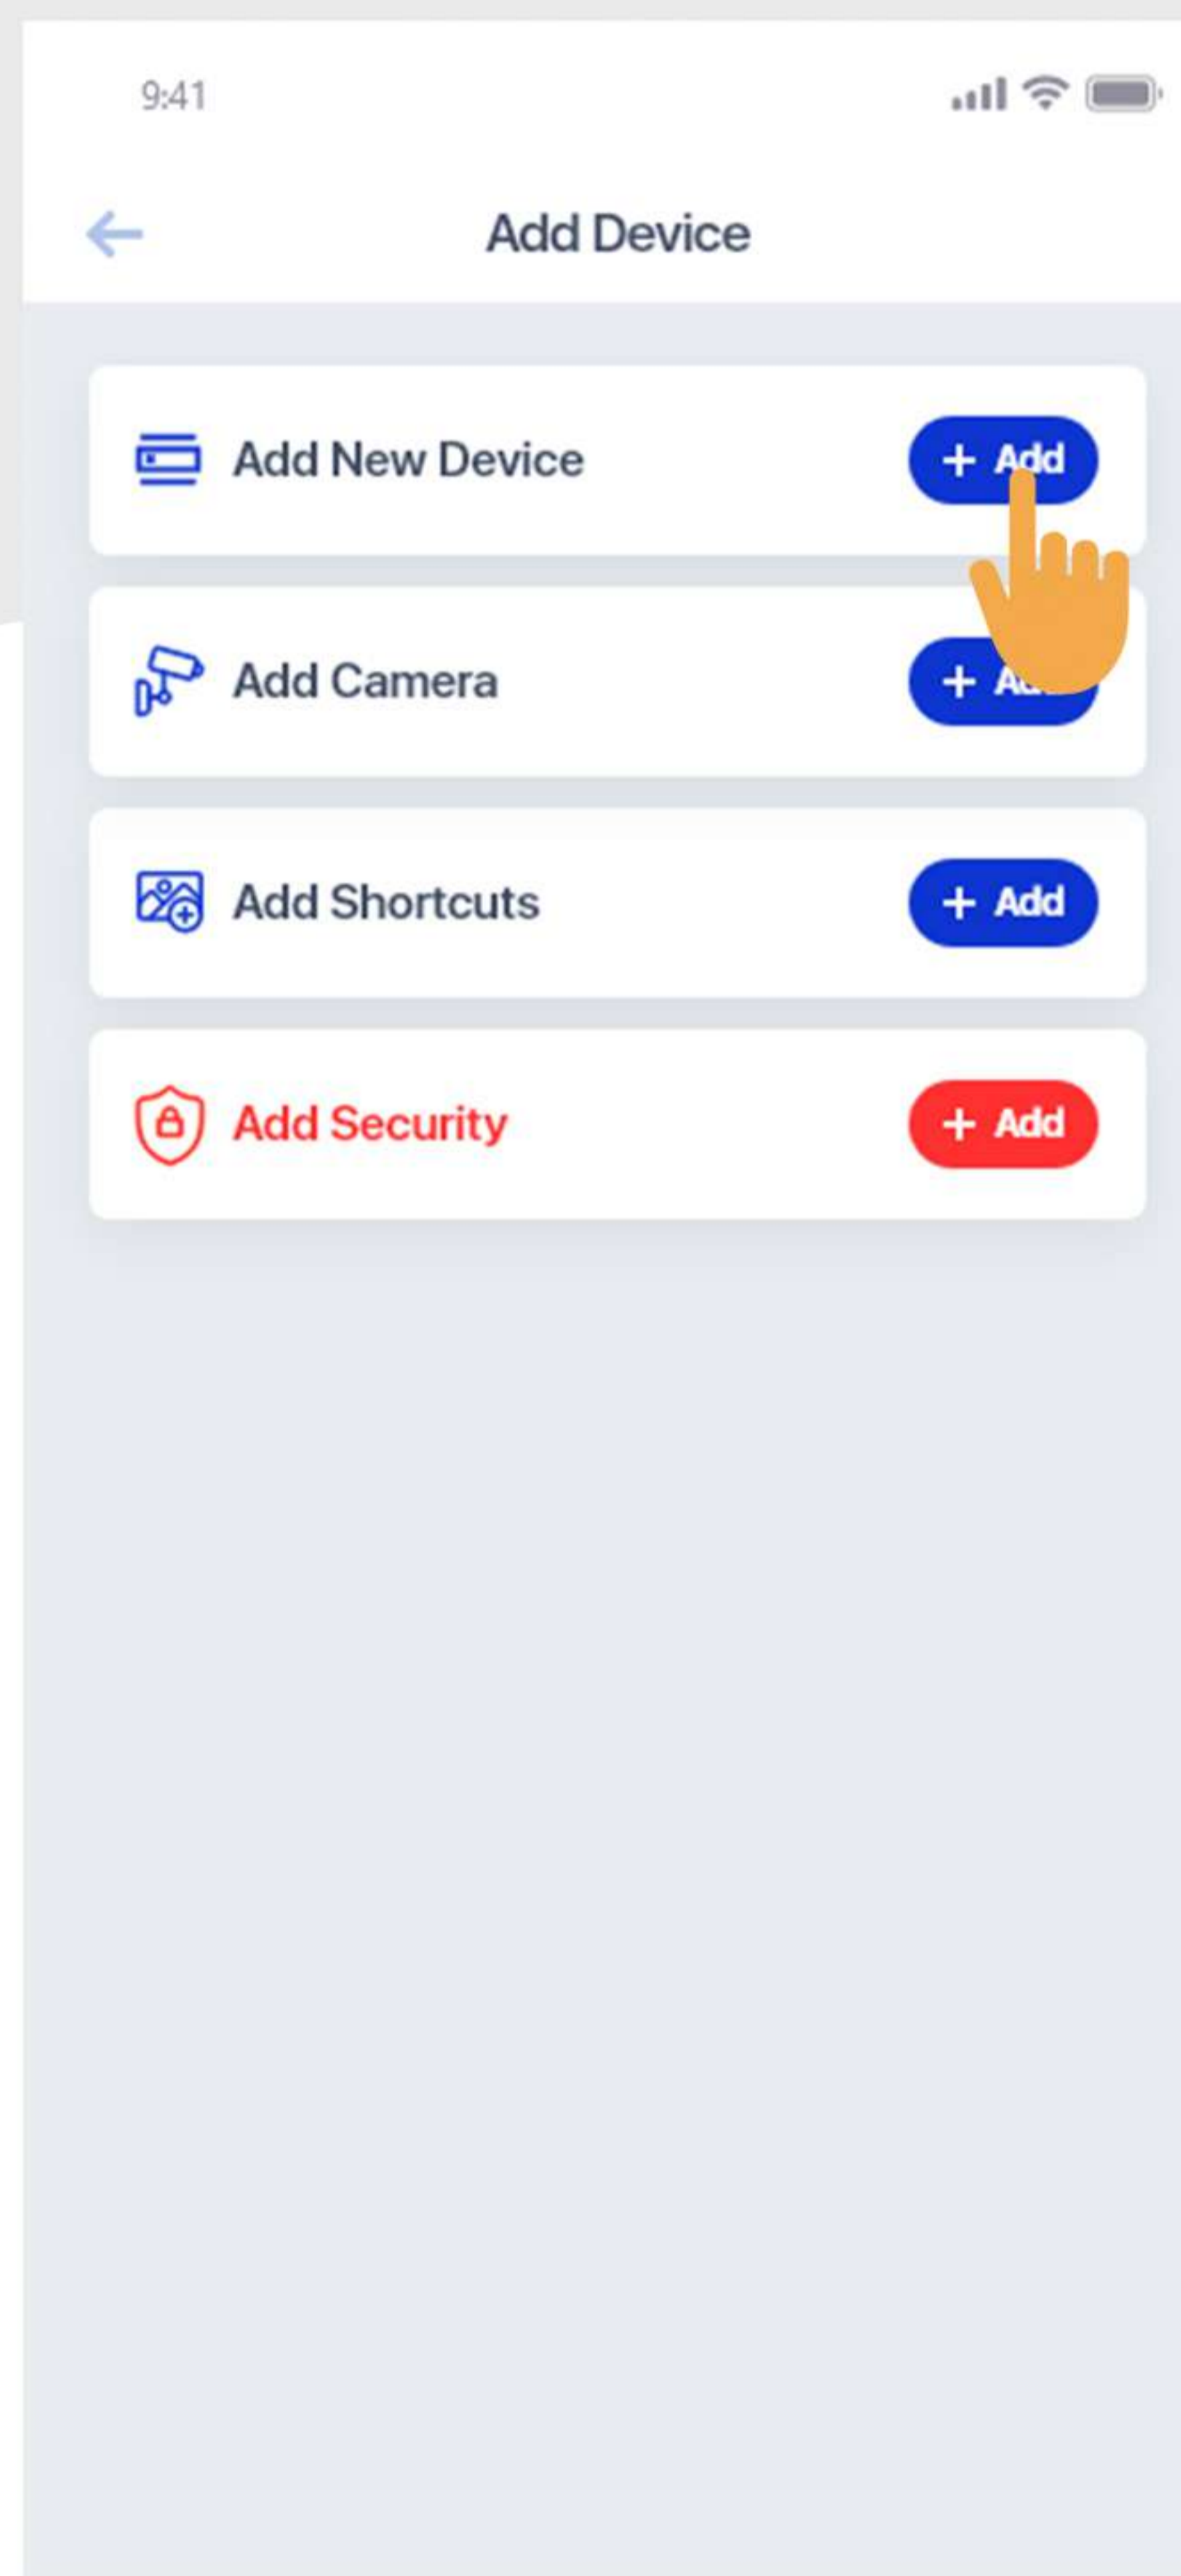 9:41
Add Device
Add New Device
+ Add
Add Camera
+
Add Shortcuts
+ Add
Add Security
+ Add